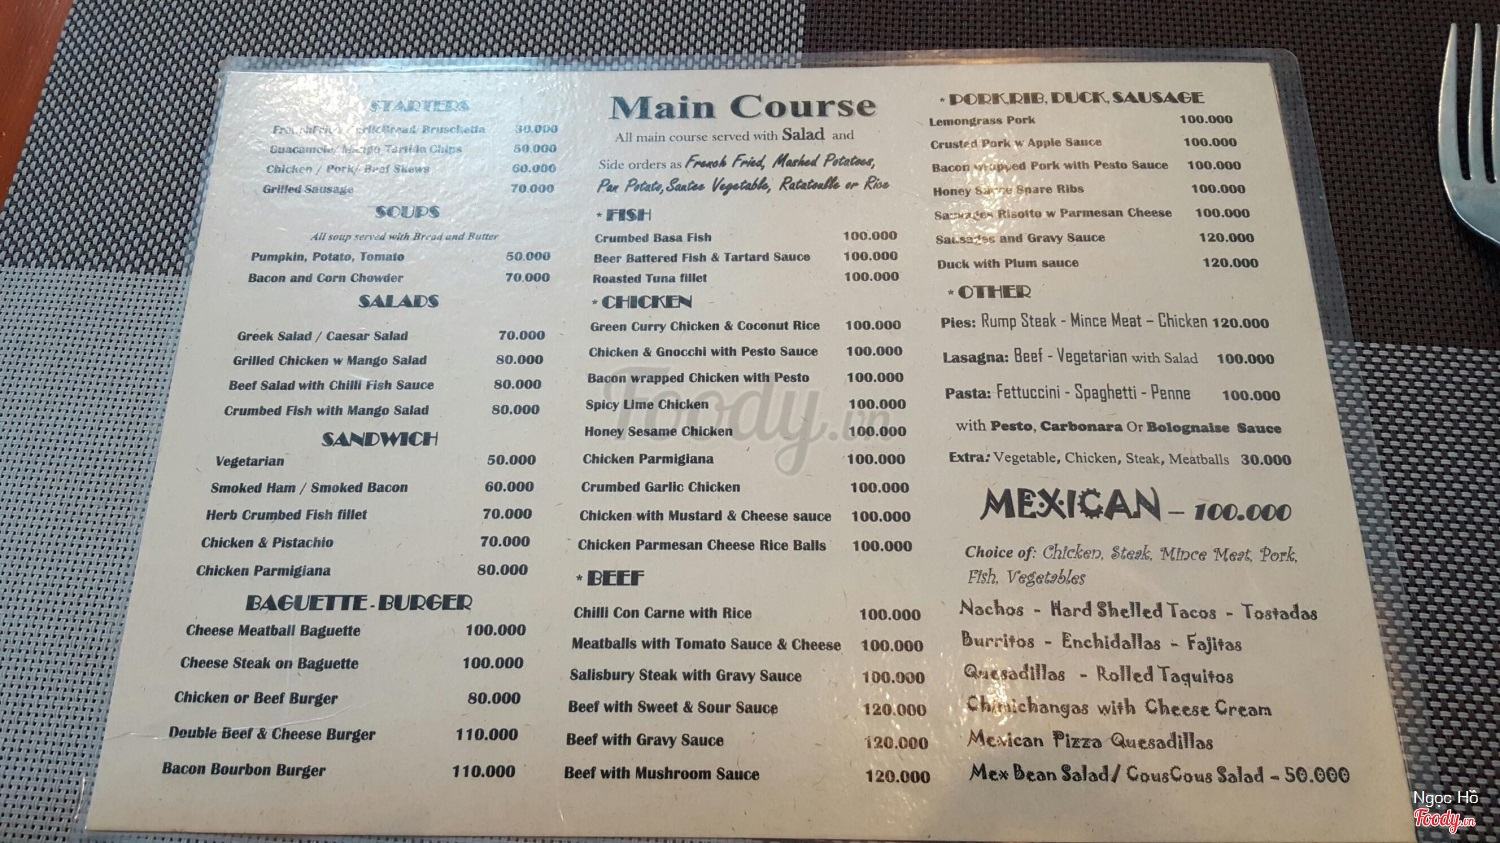 STARTERS
FrenchFried / GarlicBread / Bruschetta 30.000
Guacamole/ Mango Tortilla Chips 50.000
Chicken / Pork/ Beef Skews 60.000
Grilled Sausage 70.000
SOUPS
All soup served with Bread and Butter
Pumpkin, Potato, Tomato 50.000
Bacon and Corn Chowder 70.000
SALADS
Greek Salad / Caesar Salad 70.000
Grilled Chicken w Mango Salad 80.000
Beef Salad with Chilli Fish Sauce 80.000
Crumbed Fish with Mango Salad 80.000
SANDWICH
Vegetarian 50.000
Smoked Ham / Smoked Bacon 60.000
Herb Crumbed Fish fillet 70.000
Chicken & Pistachio 70.000
Chicken Parmigiana 80.000
BAGUETTE - BURGER
Cheese Meatball Baguette 100.000
Cheese Steak on Baguette 100.000
Chicken or Beef Burger 80.000
Double Beef & Cheese Burger 110.000
Bacon Bourbon Burger 110.000
Main Course
All main course served with Salad and
Side orders as French Fried, Mashed Potatoes,
Pan Potato, Sautee Vegetable, Ratatoulle or Rice
* FISH
Crumbed Basa Fish 100.000
Beer Battered Fish & Tartard Sauce 100.000
Roasted Tuna fillet 100.000
* CHICKEN
Green Curry Chicken & Coconut Rice 100.000
Chicken & Gnocchi with Pesto Sauce 100.000
Bacon wrapped Chicken with Pesto 100.000
Spicy Lime Chicken 100.000
Honey Sesame Chicken 100.000
Chicken Parmigiana 100.000
Crumbed Garlic Chicken 100.000
Chicken with Mustard & Cheese sauce 100.000
Chicken Parmesan Cheese Rice Balls 100.000
* BEEF
Chilli Con Carne with Rice 100.000
Meatballs with Tomato Sauce & Cheese 100.000
Salisbury Steak with Gravy Sauce 100.000
Beef with Sweet & Sour Sauce 120.000
Beef with Gravy Sauce 120.000
Beef with Mushroom Sauce 120.000
* PORK,RIB, DUCK, SAUSAGE
Lemongrass Pork 100.000
Crusted Pork w Apple Sauce 100.000
Bacon wrapped Pork with Pesto Sauce 100.000
Honey Sauce Spare Ribs 100.000
Sausages Risotto w Parmesan Cheese 100.000
Sausages and Gravy Sauce 120.000
Duck with Plum sauce 120.000
* OTHER
Pies: Rump Steak - Mince Meat – Chicken 120.000
Lasagna: Beef - Vegetarian with Salad 100.000
Pasta: Fettuccini - Spaghetti - Penne 100.000
with Pesto, Carbonara Or Bolognaise Sauce
Extra: Vegetable, Chicken, Steak, Meatballs 30.000
MEXICAN – 100.000
Choice of: Chicken, Steak, Mince Meat, Pork,
Fish, Vegetables
Nachos - Hard Shelled Tacos - Tostadas
Burritos - Enchidallas - Fajitas
Quesadillas - Rolled Taquitos
Chimichangas with Cheese Cream
Mexican Pizza Quesadillas
Mex Bean Salad / CousCous Salad – 50.000
Foody.vn
Ngọc Hồ
Foody.vn